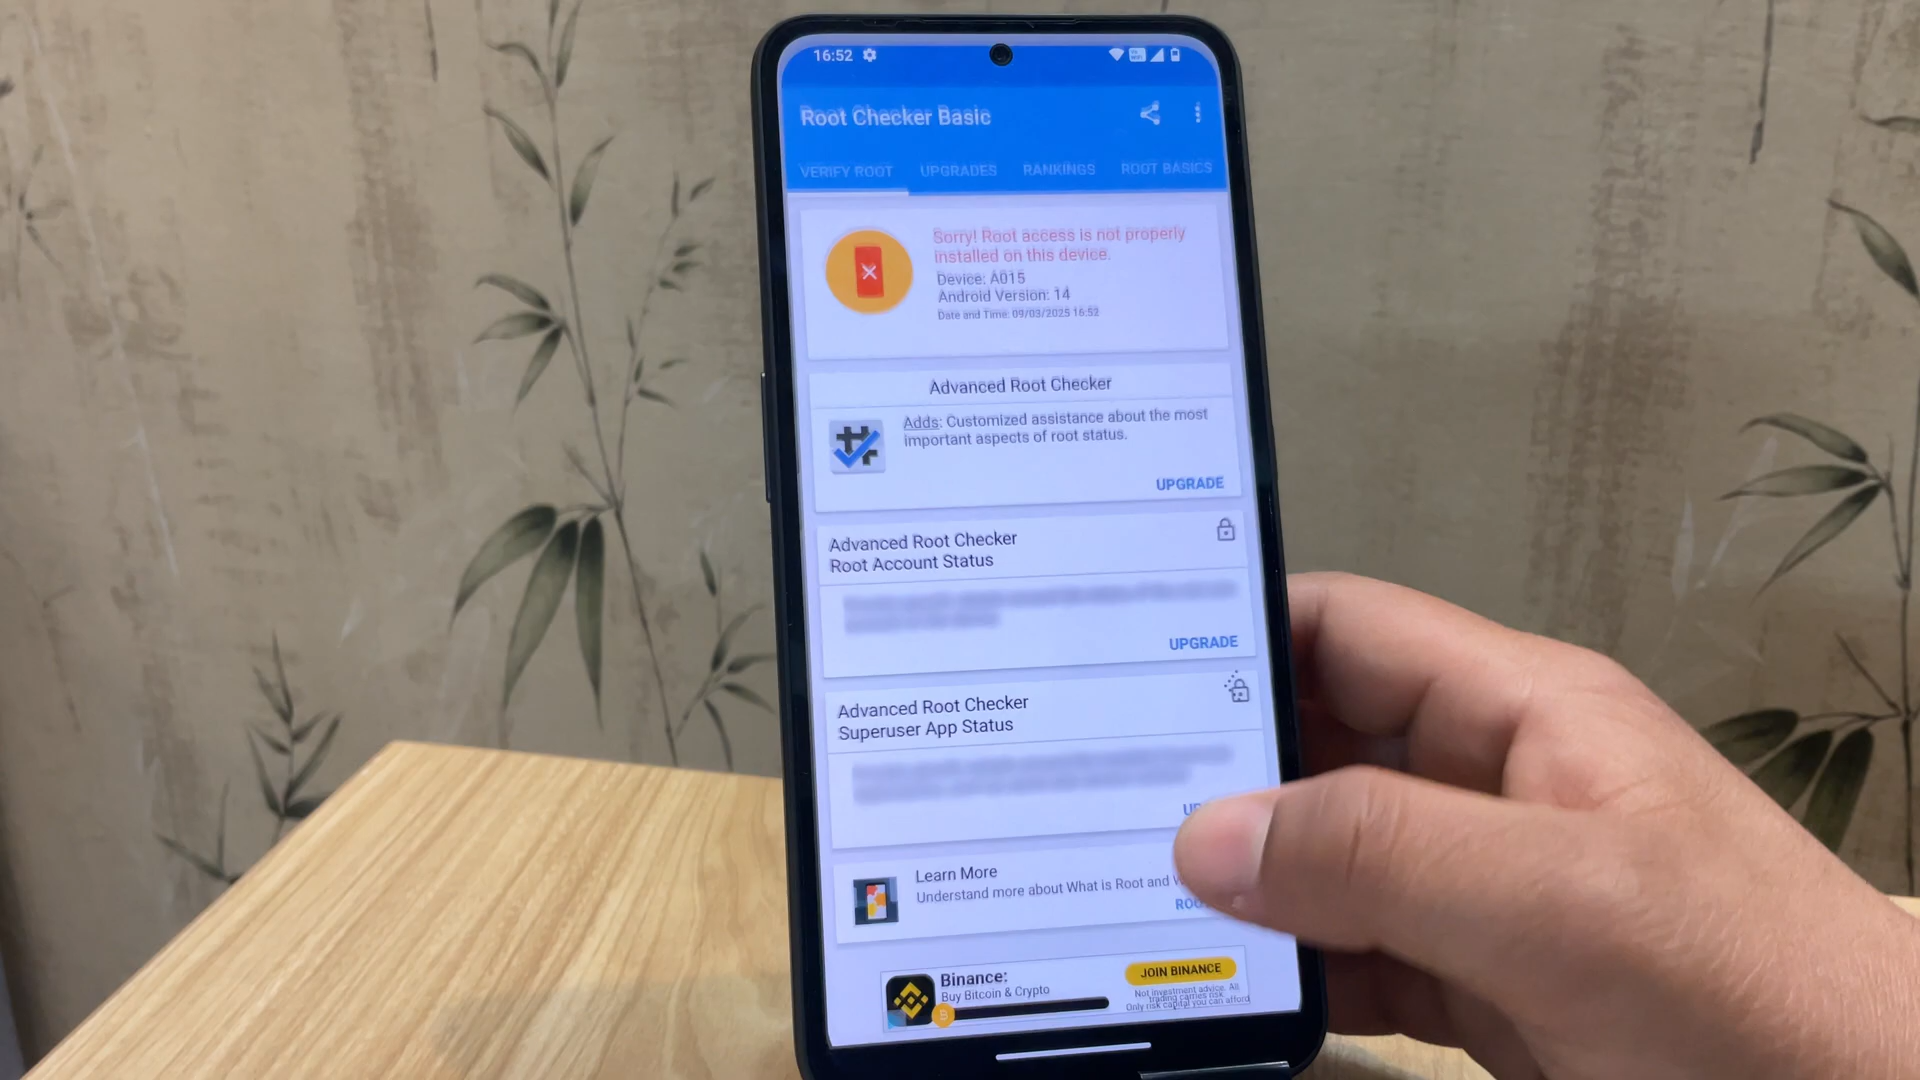 16:52
Root Checker Basic
VERIFY ROOT UPGRADES RANKINGS ROOT BASICS
Sorry! Root access is not properly
installed on this device.
Device: A015
Android Version: 14
Date and Time: 09/03/2025 16:52
Advanced Root Checker
Adds: Customized assistance about the most
important aspects of root status.
UPGRADE
Advanced Root Checker
Root Account Status
UPGRADE
Advanced Root Checker
Superuser App Status
Learn More
Understand more about What is Root and
Binance:
Buy Bitcoin & Crypto
JOIN BINANCE
Not investment advice. All
trading carries risk.
Only risk capital you can afford